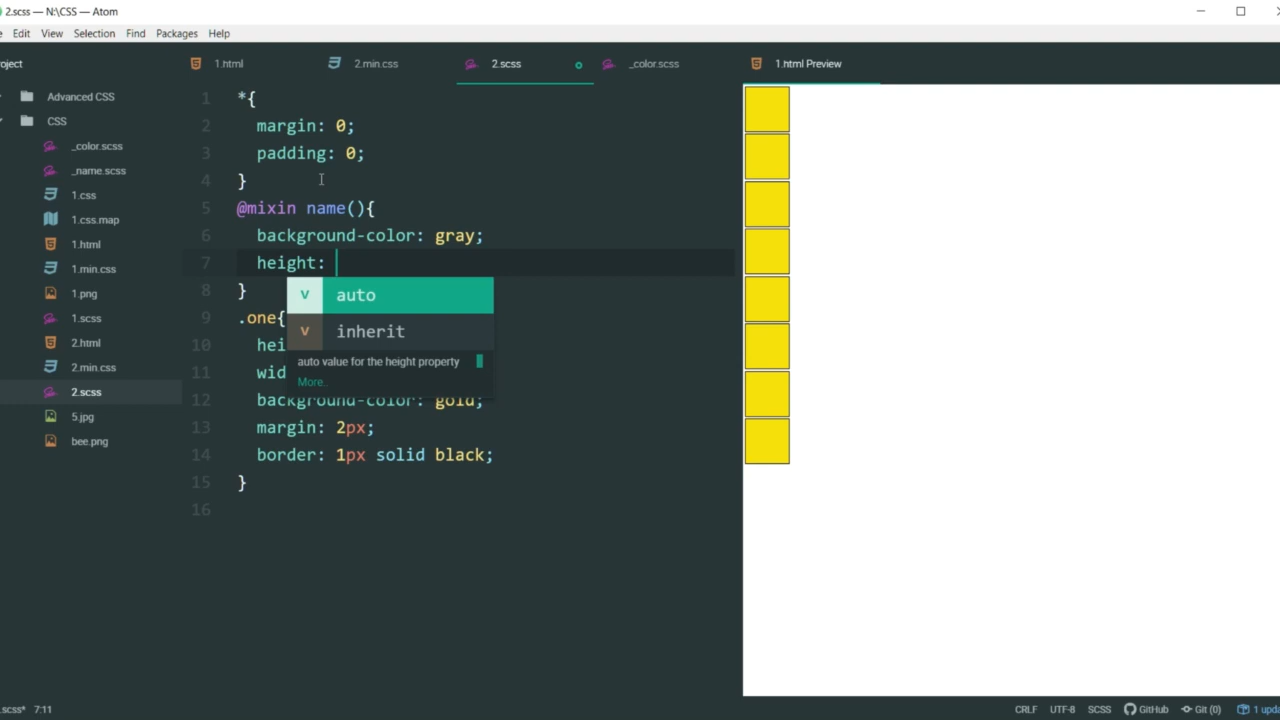 2.scss — N:\CSS — Atom
Edit View Selection Find Packages Help
1.html 2.min.css 2.scss _color.scss 1.html Preview
Advanced CSS
CSS
_color.scss
_name.scss
1.css
1.css.map
1.html
1.min.css
1.png
1.scss
2.html
2.min.css
2.scss
5.jpg
bee.png
1 *{
2 margin: 0;
3 padding: 0;
4 }
5 @mixin name(){
6 background-color: gray;
7 height:
8 }
9 .one{
10 hei
11 wid
12 background-color: gold;
13 margin: 2px;
14 border: 1px solid black;
15 }
16
v auto
v inherit
auto value for the height property
More..
.scss* 7:11 CRLF UTF-8 SCSS GitHub Git (0)